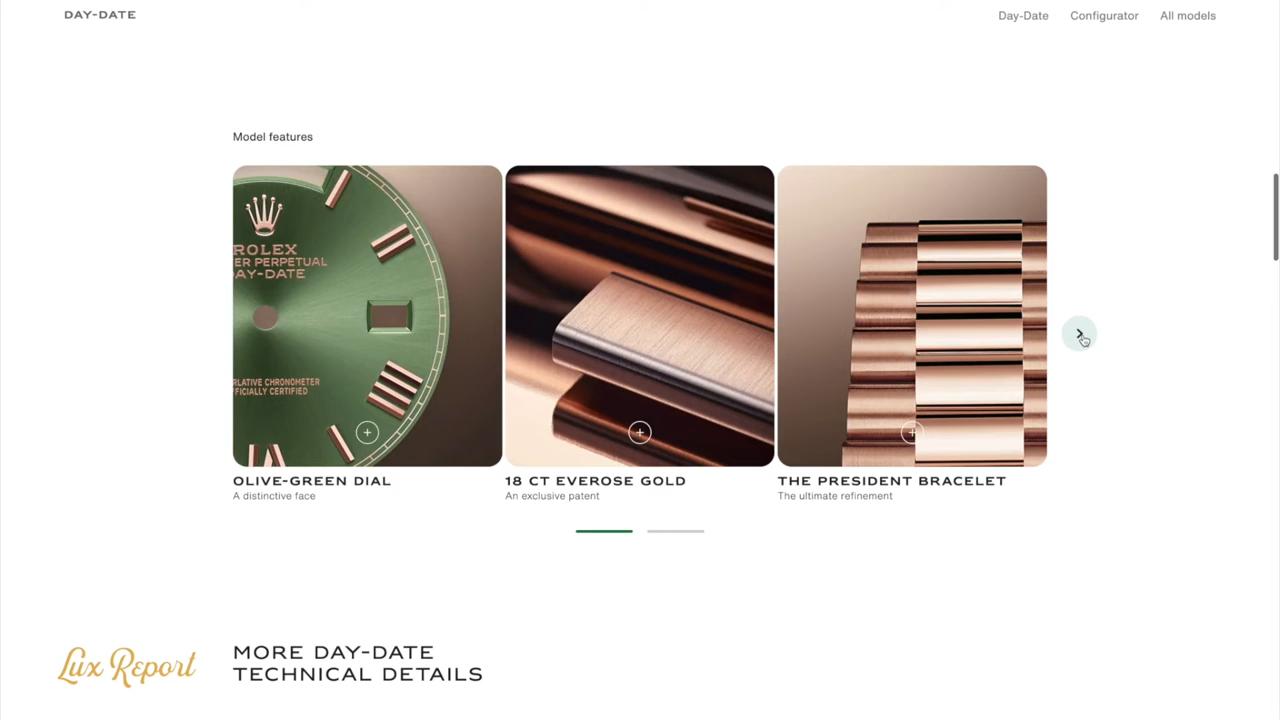 DAY-DATE
Day-Date Configurator All models
Model features
ROLEX
ER PERPETUAL
DAY-DATE
RLATIVE CHRONOMETER
FFICIALLY CERTIFIED
OLIVE-GREEN DIAL
A distinctive face
18 CT EVEROSE GOLD
An exclusive patent
THE PRESIDENT BRACELET
The ultimate refinement
Lux Report
MORE DAY-DATE
TECHNICAL DETAILS